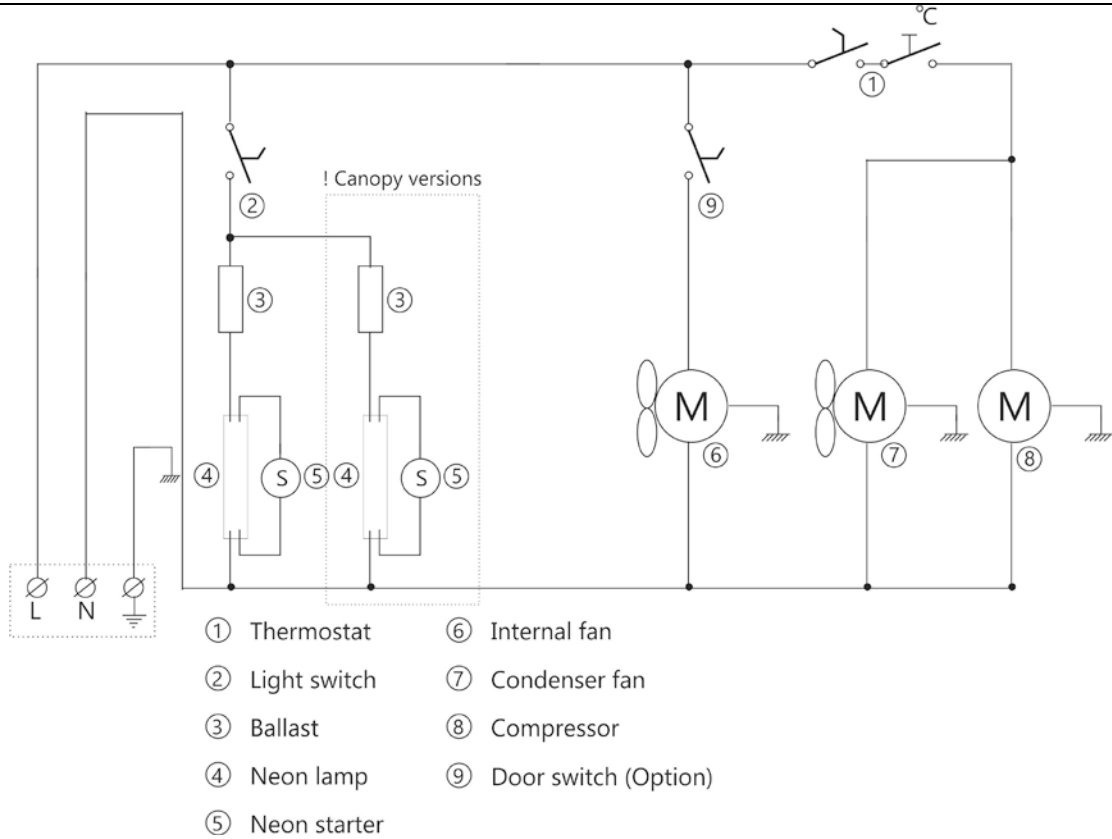 °C
①
! Canopy versions
②
⑨
③
③
M
M
M
⑥
⑦
⑧
④
S
⑤
④
S
⑤
L
N
① Thermostat
② Light switch
③ Ballast
④ Neon lamp
⑤ Neon starter
⑥ Internal fan
⑦ Condenser fan
⑧ Compressor
⑨ Door switch (Option)